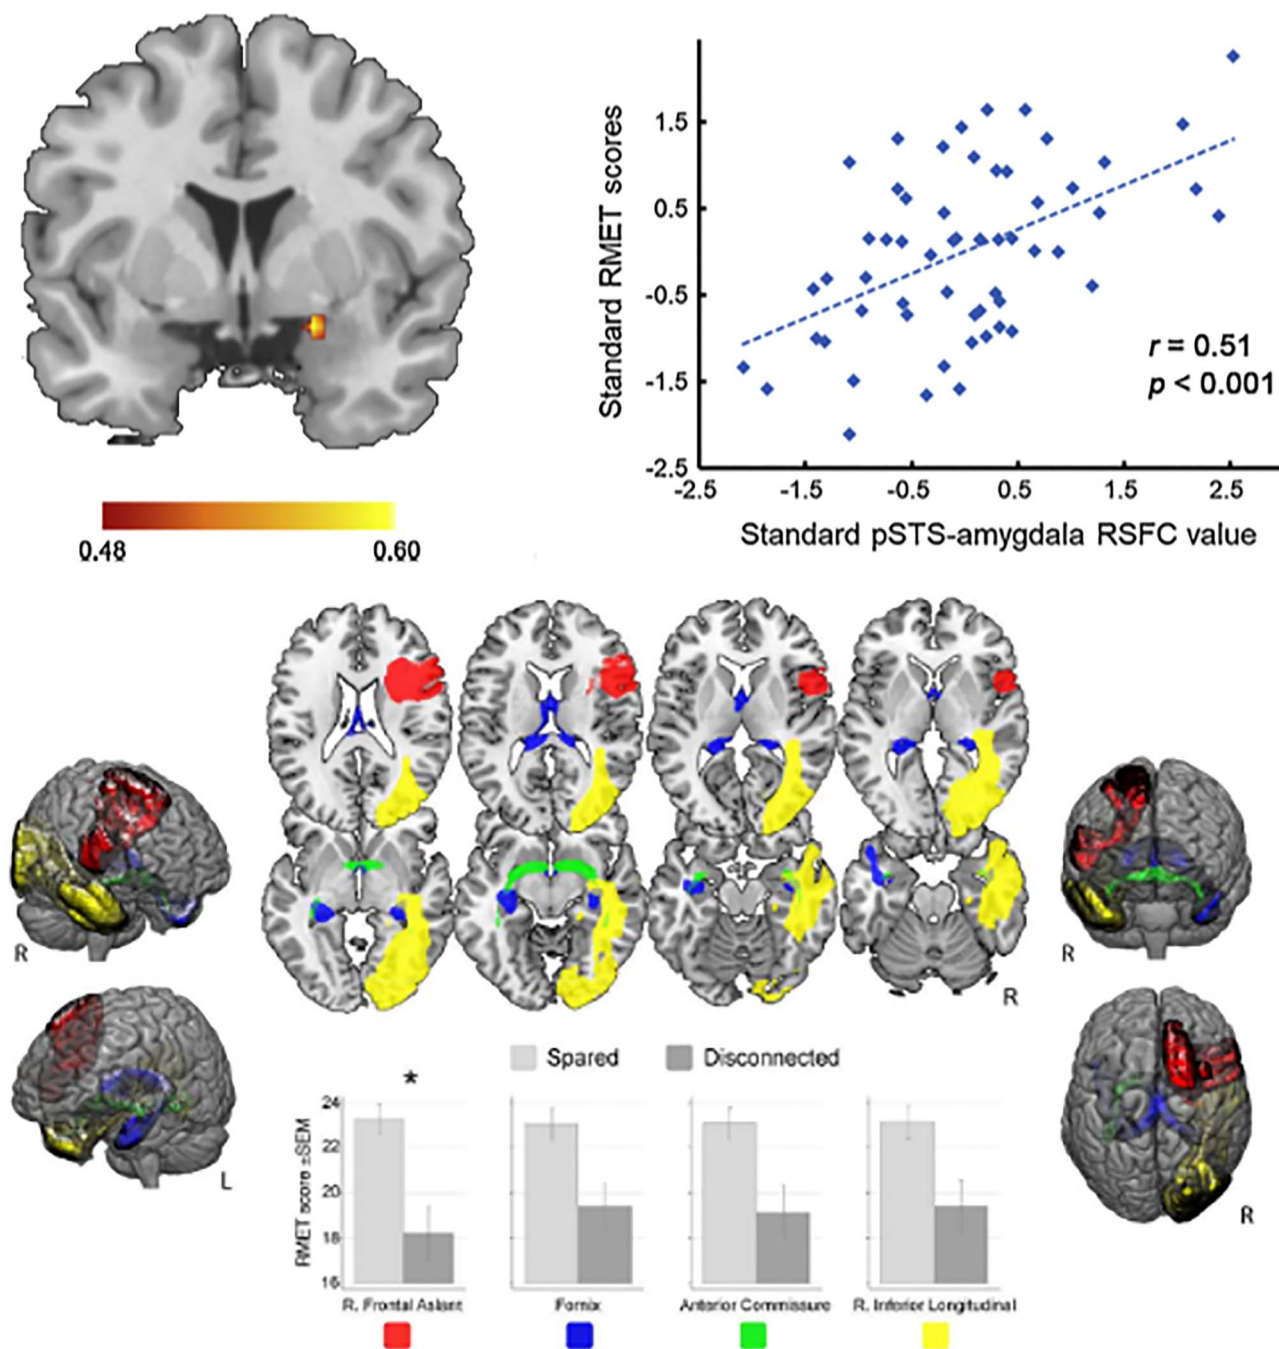 0.48 0.60
Standard RMET scores
1.5
0.5
-0.5
-1.5
-2.5
r = 0.51
p < 0.001
-2.5 -1.5 -0.5 0.5 1.5 2.5
Standard pSTS-amygdala RSFC value
R
L
R
R
R
Spared Disconnected
*
RMET score ±SEM
24
22
20
18
16
R. Frontal Aslant Fornix Anterior Commissure R. Inferior Longitudinal